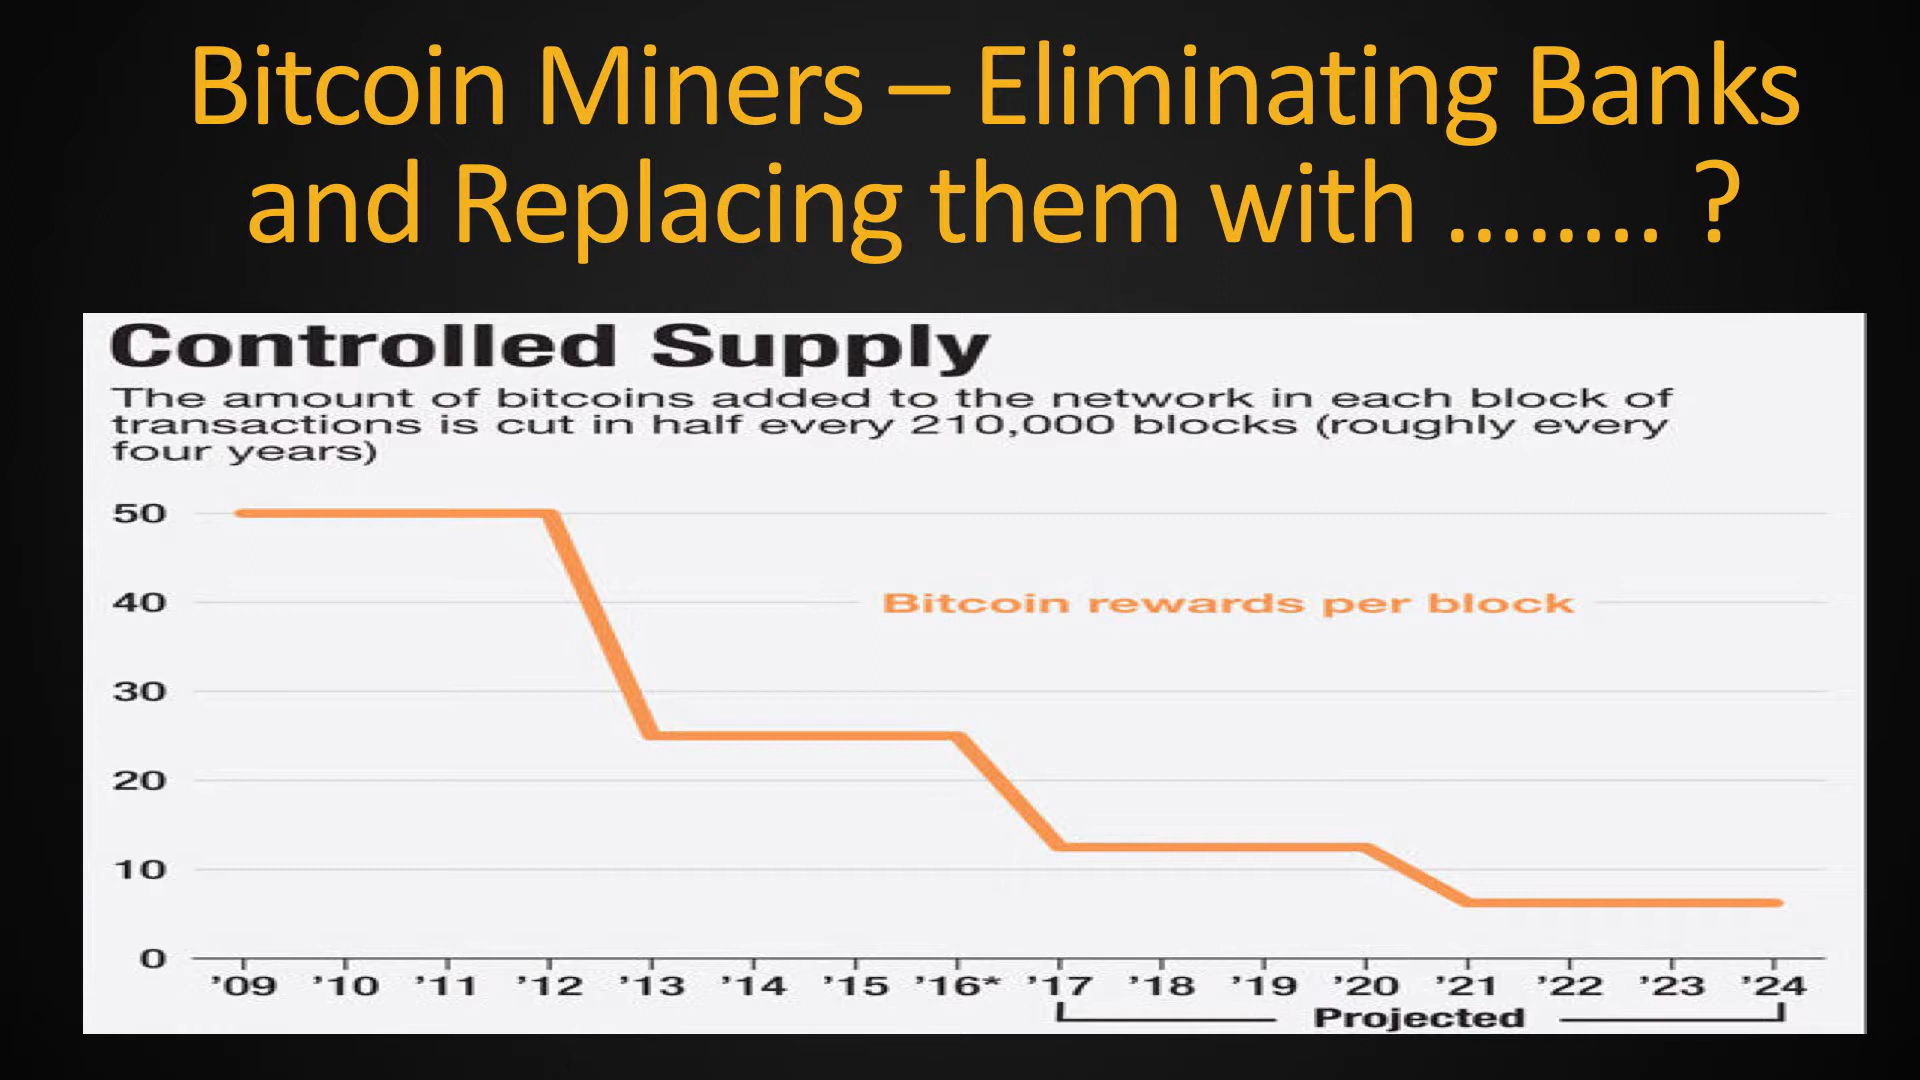 Bitcoin Miners – Eliminating Banks
and Replacing them with ........ ?
Controlled Supply
The amount of bitcoins added to the network in each block of
transactions is cut in half every 210,000 blocks (roughly every
four years)
50
40
Bitcoin rewards per block
30
20
10
0
’09 ’10 ’11 ’12 ’13 ’14 ’15 ’16* ’17 ’18 ’19 ’20 ’21 ’22 ’23 ’24
Projected